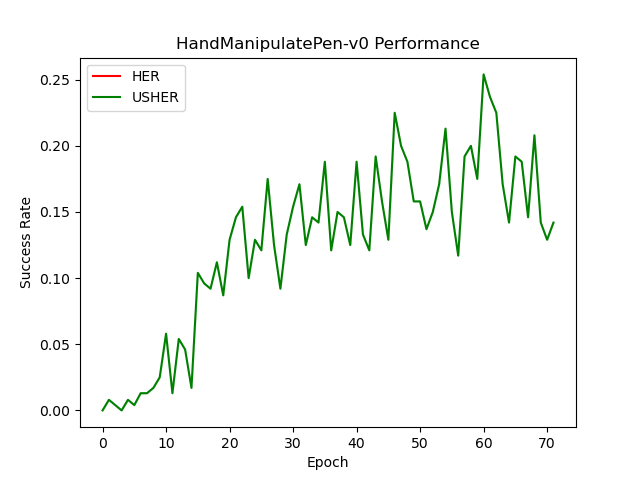 HandManipulatePen-v0 Performance
HER
USHER
Success Rate
0.25
0.20
0.15
0.10
0.05
0.00
0 10 20 30 40 50 60 70
Epoch